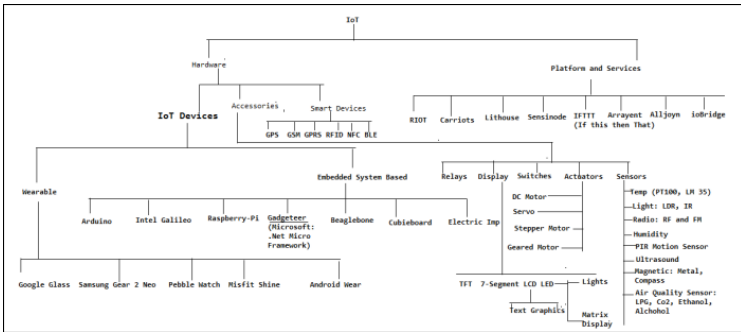 IoT
Hardware
Platform and Services
IoT Devices
Accessories
Smart Devices
GPS GSM GPRS RFID NFC BLE
RIOT Carriots Lithouse Sensinode IFTTT Arrayent Alljoyn ioBridge
(If this then That)
Wearable
Embedded System Based
Relays Display Switches Actuators Sensors
Arduino Intel Galileo Raspberry-Pi Gadgeteer Beaglebone Cubieboard Electric Imp
(Microsoft:
.Net Micro
Framework)
DC Motor
Servo
Stepper Motor
Geared Motor
Temp (PT100, LM 35)
Light: LDR, IR
Radio: RF and FM
Humidity
PIR Motion Sensor
Ultrasound
Magnetic: Metal,
Compass
Air Quality Sensor:
LPG, Co2, Ethanol,
Alchohol
Google Glass Samsung Gear 2 Neo Pebble Watch Misfit Shine Android Wear
TFT 7-Segment LCD LED
Lights
Text Graphics
Matrix
Display